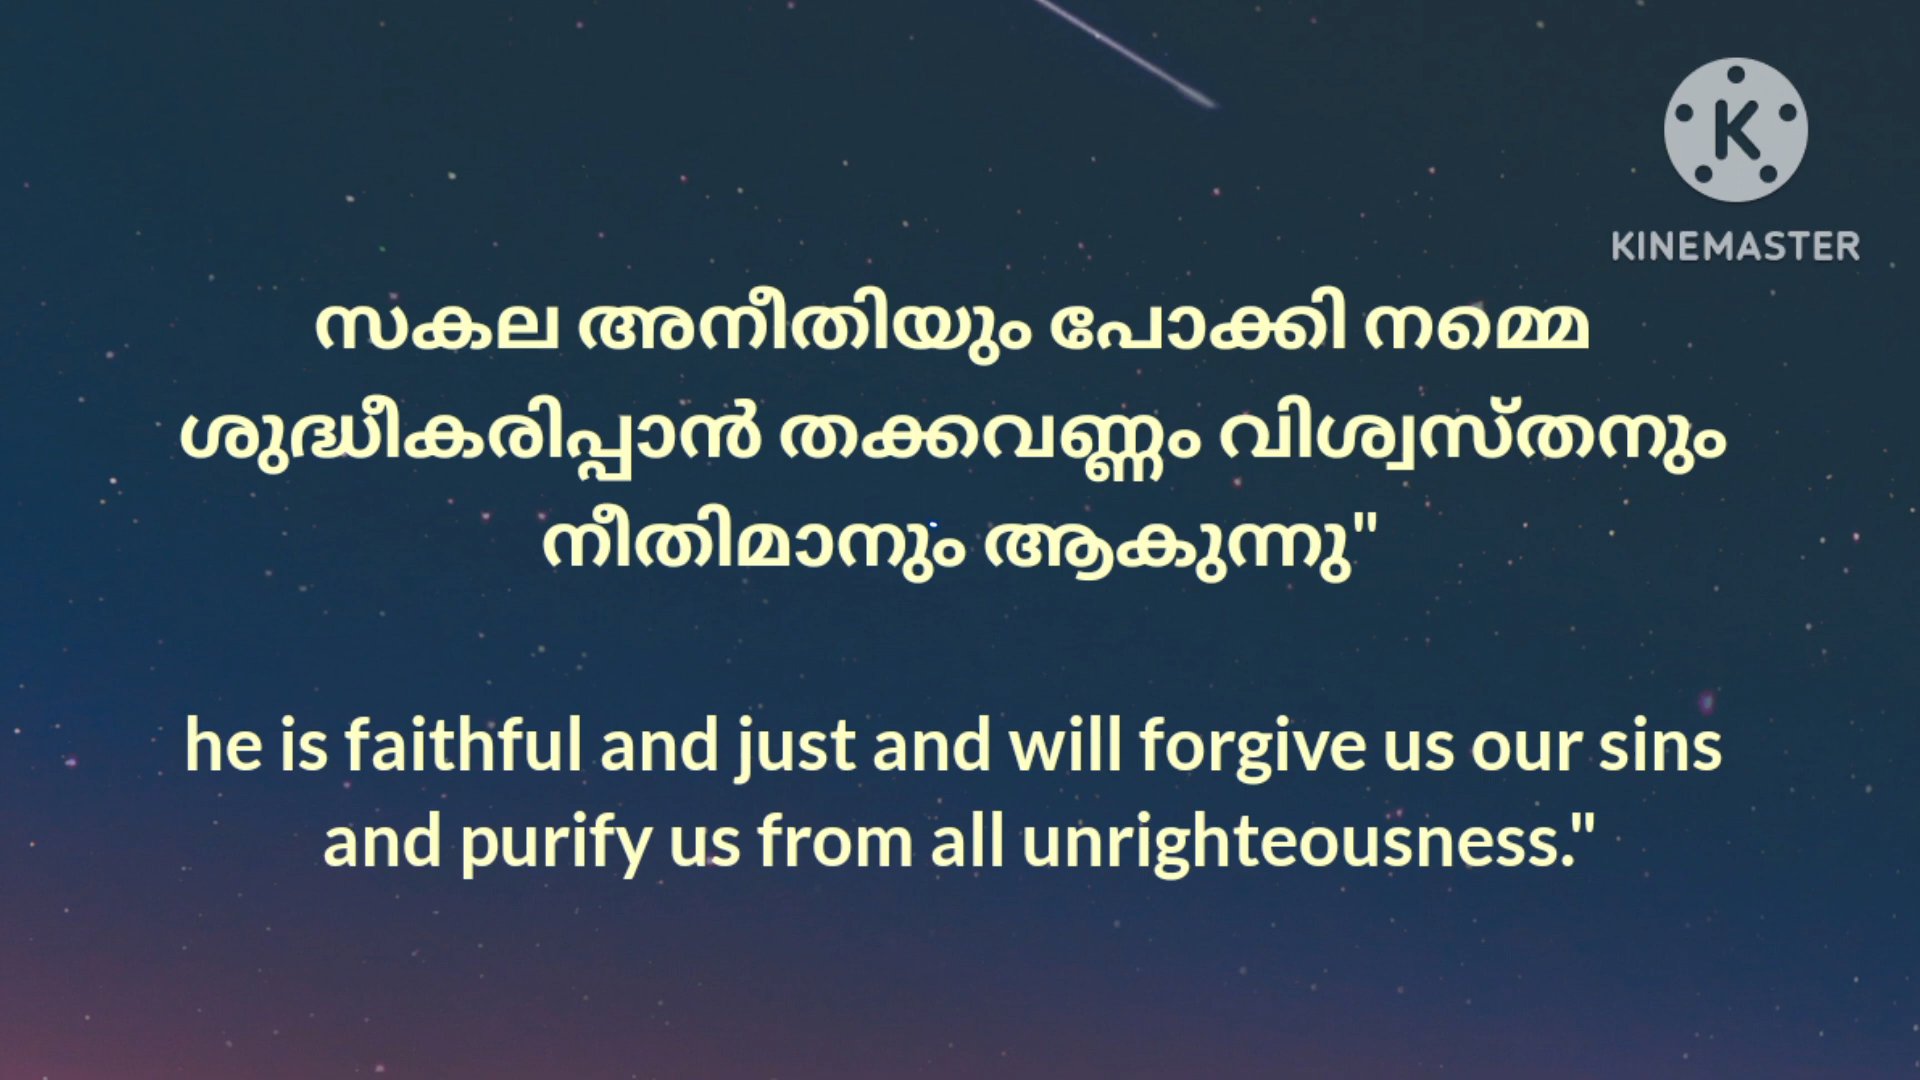 KINEMASTER
സകല അനീതിയും പോക്കി നമ്മെ
ശുദ്ധീകരിപ്പാൻ തക്കവണ്ണം വിശ്വസ്തനും
നീതിമാനും ആകുന്നു"
he is faithful and just and will forgive us our sins
and purify us from all unrighteousness."